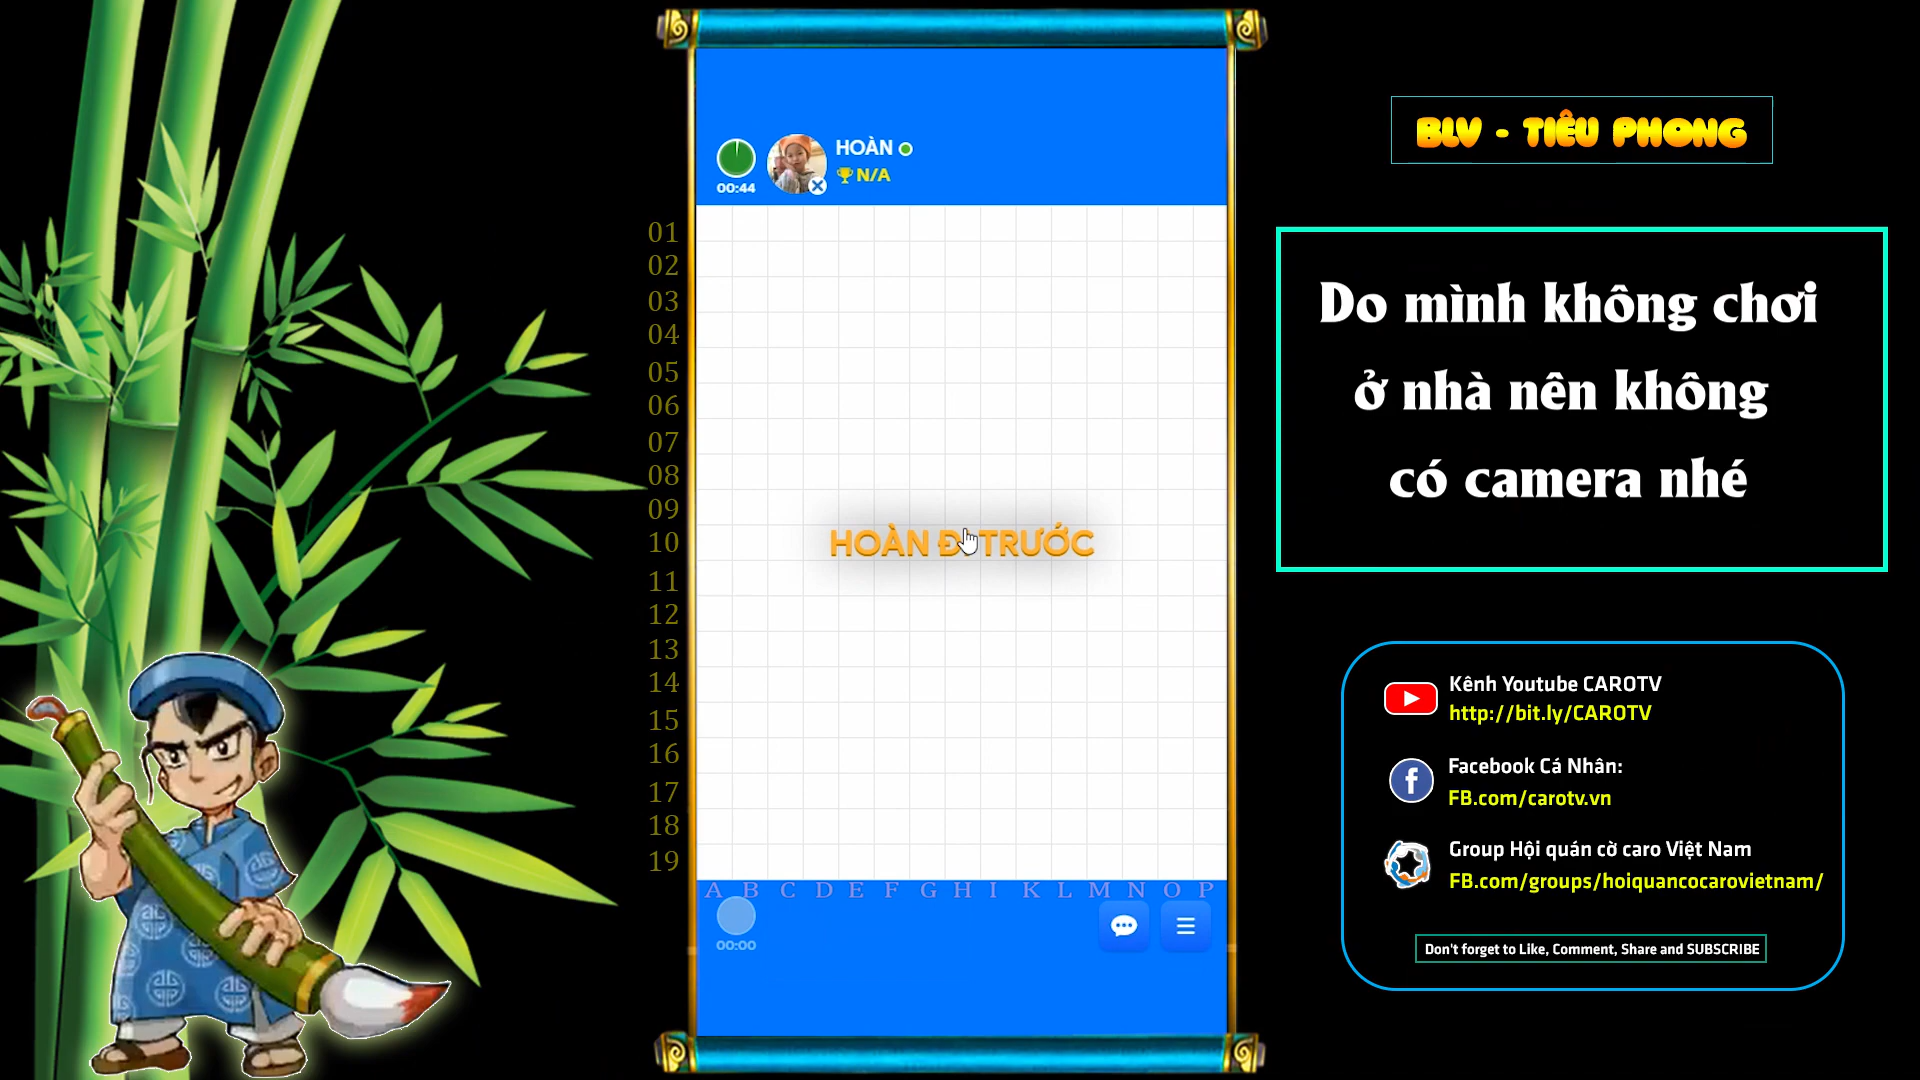 BLV - TIÊU PHONG
HOÀN
N/A
00:44
Do mình không chơi
ở nhà nên không
có camera nhé
01
02
03
04
05
06
07
08
09
10
11
12
13
14
15
16
17
18
19
HOÀN ĐI TRƯỚC
A B C D E F G H I K L M N O P
00:00
Kênh Youtube CAROTV
http://bit.ly/CAROTV
Facebook Cá Nhân:
FB.com/carotv.vn
Group Hội quán cờ caro Việt Nam
FB.com/groups/hoiquancocarovietnam/
Don't forget to Like, Comment, Share and SUBSCRIBE